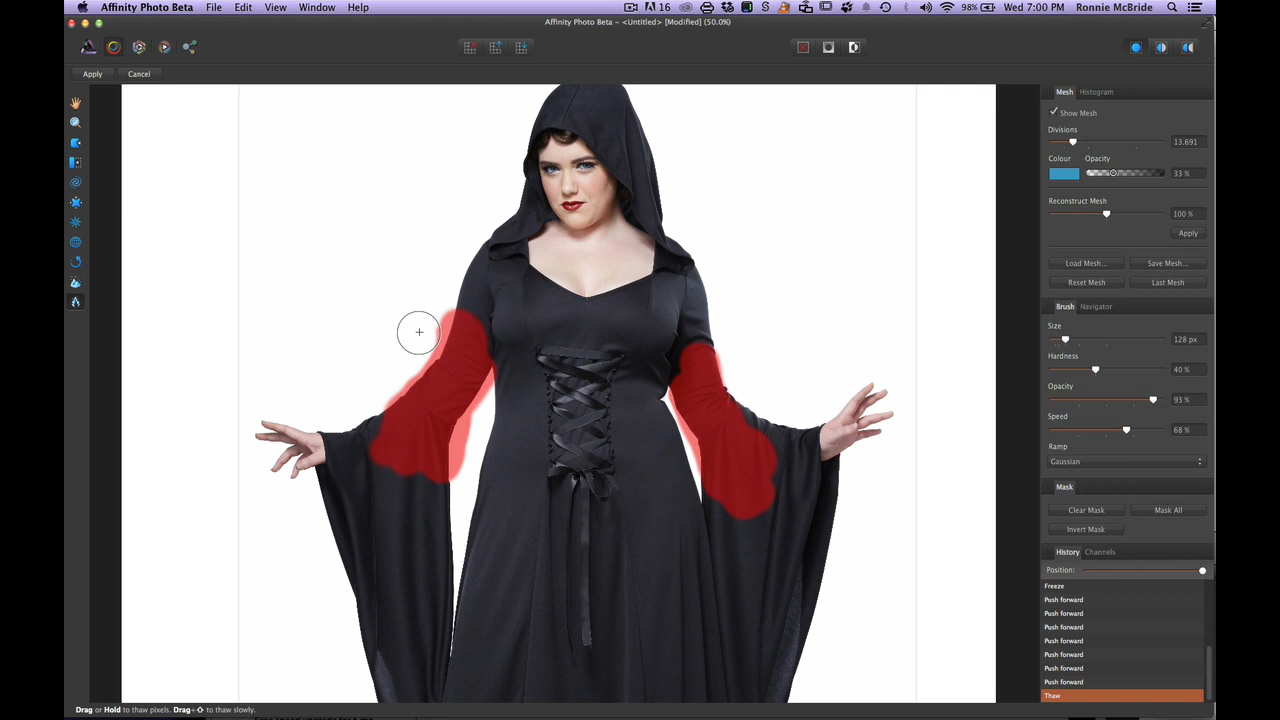 Affinity Photo Beta File Edit View Window Help
16 98% Wed 7:00 PM Ronnie McBride
Affinity Photo Beta - <Untitled> [Modified] (50.0%)
Apply Cancel
Mesh Histogram
Show Mesh
Divisions
13.691
Colour Opacity
33 %
Reconstruct Mesh
100 %
Apply
Load Mesh... Save Mesh...
Reset Mesh Last Mesh
Brush Navigator
Size
128 px
Hardness
40 %
Opacity
93 %
Speed
68 %
Ramp
Gaussian
Mask
Clear Mask Mask All
Invert Mask
History Channels
Position:
Freeze
Push forward
Push forward
Push forward
Push forward
Push forward
Push forward
Push forward
Thaw
Drag or Hold to thaw pixels. Drag+⇧ to thaw slowly.